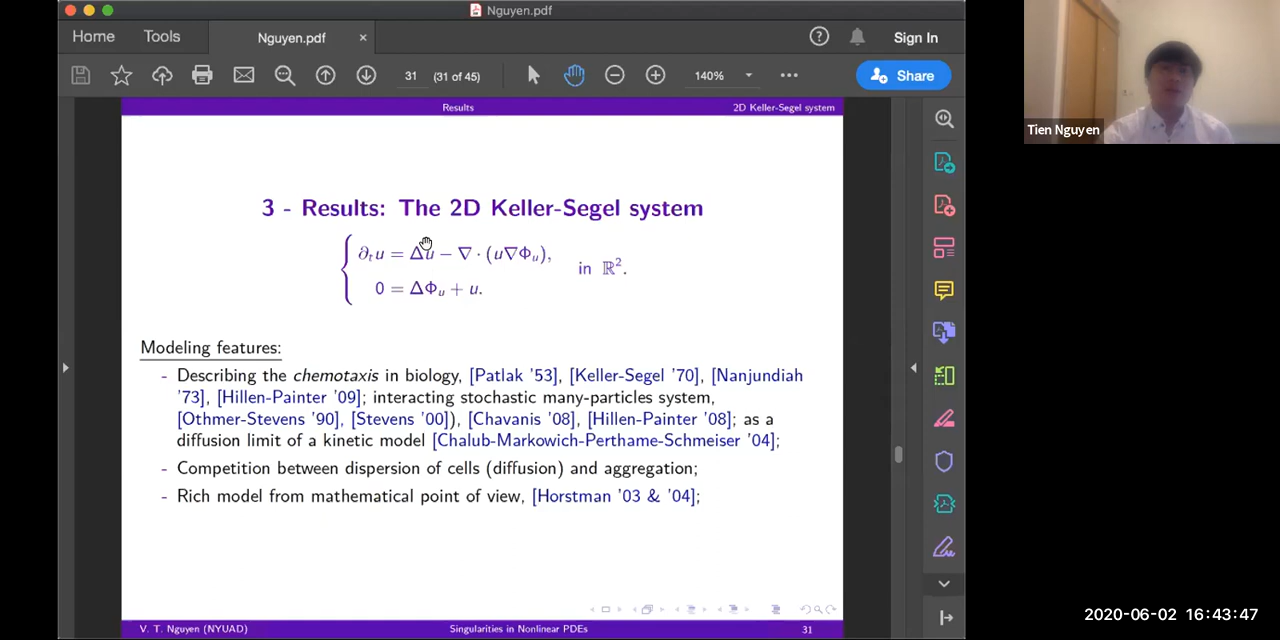 Nguyen.pdf
Home
Tools
Nguyen.pdf
×
Sign In
31
(31 of 45)
140%
Share
Results
2D Keller-Segel system
Tien Nguyen
3 - Results: The 2D Keller-Segel system
∂ₜu = Δu − ∇ · (u∇Φᵤ),
0 = ΔΦᵤ + u.
in ℝ².
Modeling features:
- Describing the chemotaxis in biology, [Patlak '53], [Keller-Segel '70], [Nanjundiah
'73], [Hillen-Painter '09]; interacting stochastic many-particles system,
[Othmer-Stevens '90], [Stevens '00]), [Chavanis '08], [Hillen-Painter '08]; as a
diffusion limit of a kinetic model [Chalub-Markowich-Perthame-Schmeiser '04];
- Competition between dispersion of cells (diffusion) and aggregation;
- Rich model from mathematical point of view, [Horstman '03 & '04];
V. T. Nguyen (NYUAD)
Singularities in Nonlinear PDEs
31
2020-06-02 16:43:47